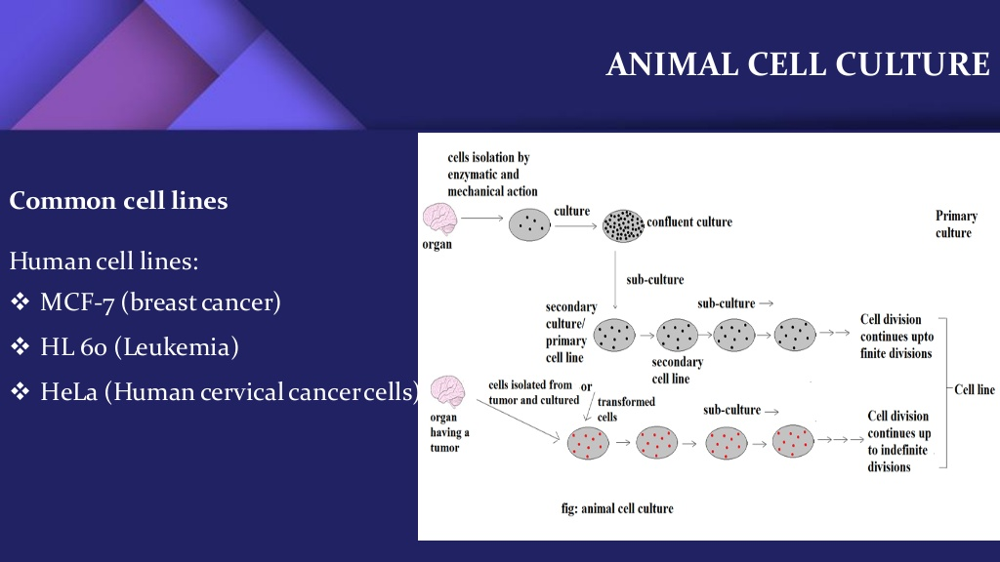 ANIMAL CELL CULTURE
Common cell lines
Human cell lines:
❖ MCF-7 (breast cancer)
❖ HL 60 (Leukemia)
❖ HeLa (Human cervical cancer cells)
cells isolation by
enzymatic and
mechanical action
organ
culture
confluent culture
Primary
culture
sub-culture
secondary
culture/
primary
cell line
sub-culture
secondary
cell line
Cell division
continues upto
finite divisions
Cell line
organ
having a
tumor
cells isolated from
tumor and cultured
or
transformed
cells
sub-culture
Cell division
continues up
to indefinite
divisions
fig: animal cell culture